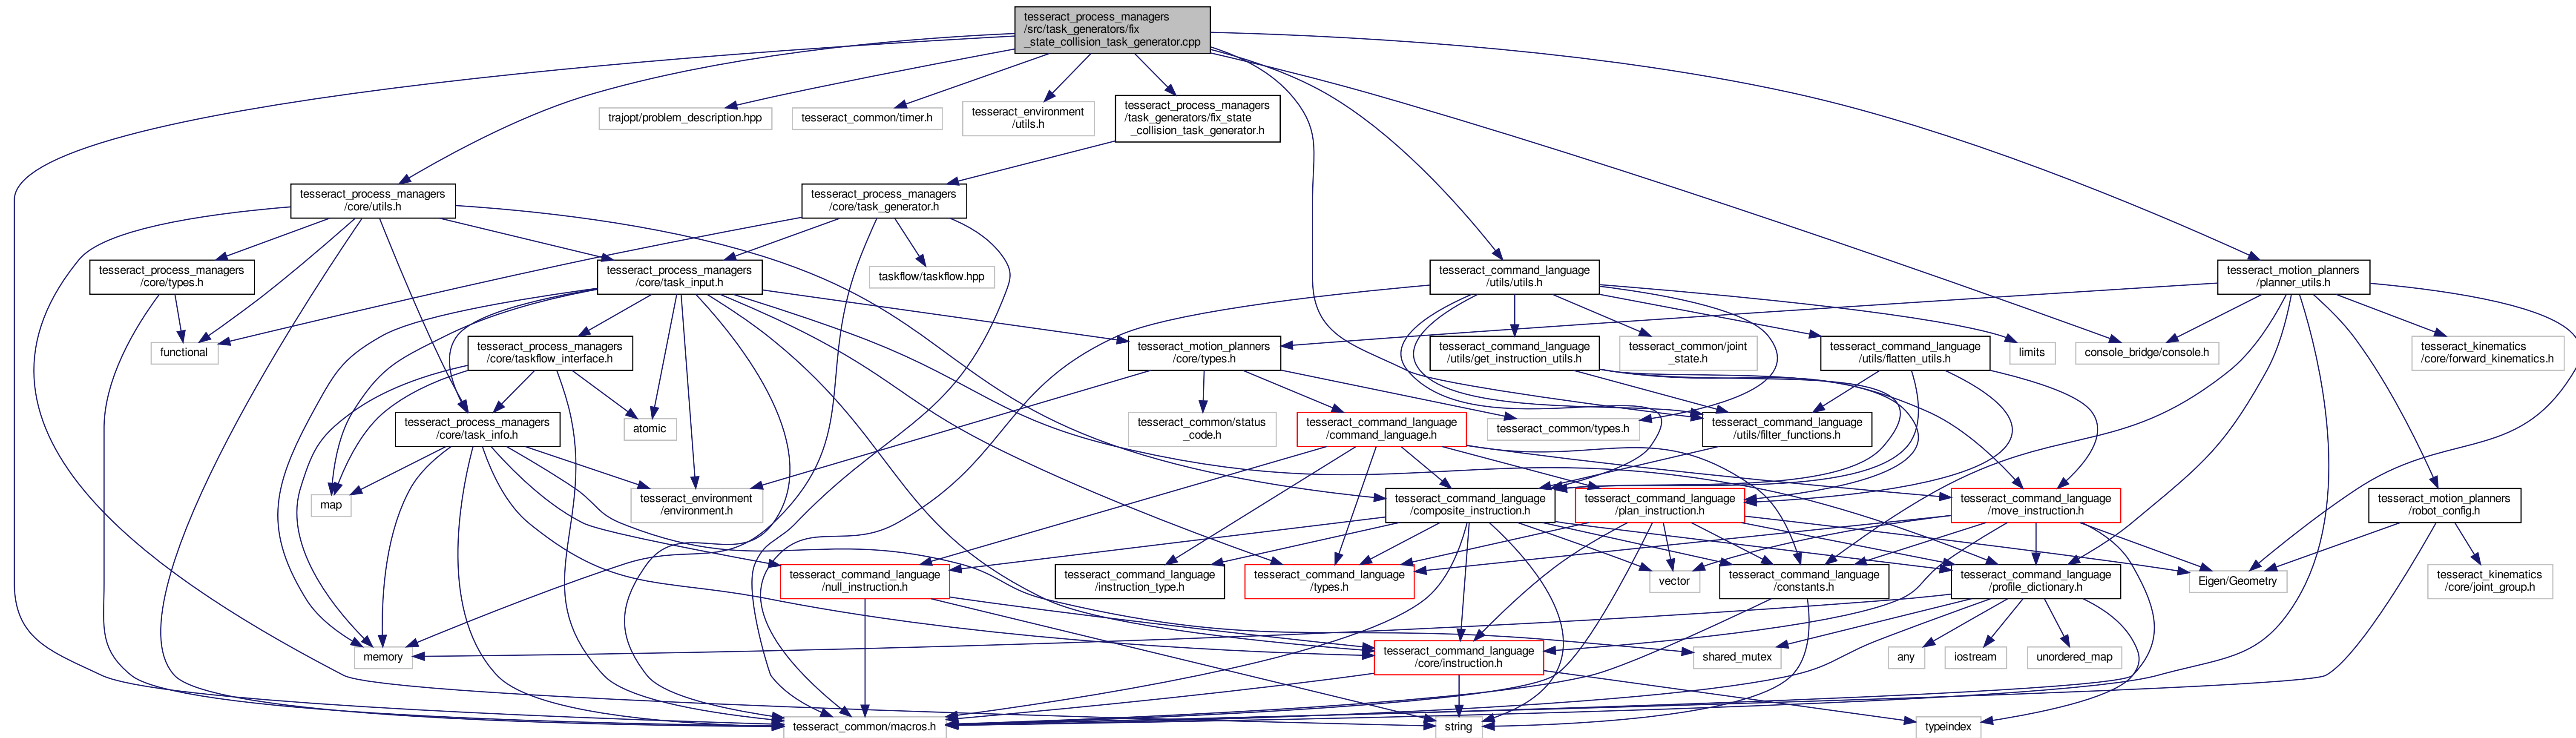 tesseract_process_managers
/src/task_generators/fix
_state_collision_task_generator.cpp
trajopt/problem_description.hpp
tesseract_common/timer.h
tesseract_environment
/utils.h
tesseract_process_managers
/task_generators/fix_state
_collision_task_generator.h
tesseract_process_managers
/core/utils.h
tesseract_process_managers
/core/task_generator.h
tesseract_process_managers
/core/types.h
tesseract_process_managers
/core/task_input.h
taskflow/taskflow.hpp
tesseract_command_language
/utils/utils.h
tesseract_motion_planners
/planner_utils.h
functional
tesseract_process_managers
/core/taskflow_interface.h
tesseract_motion_planners
/core/types.h
tesseract_command_language
/utils/get_instruction_utils.h
tesseract_common/joint
_state.h
tesseract_command_language
/utils/flatten_utils.h
limits
console_bridge/console.h
tesseract_kinematics
/core/forward_kinematics.h
tesseract_process_managers
/core/task_info.h
atomic
tesseract_common/status
_code.h
tesseract_command_language
/command_language.h
tesseract_common/types.h
tesseract_command_language
/utils/filter_functions.h
map
tesseract_environment
/environment.h
tesseract_command_language
/composite_instruction.h
tesseract_command_language
/plan_instruction.h
tesseract_command_language
/move_instruction.h
tesseract_motion_planners
/robot_config.h
tesseract_command_language
/null_instruction.h
tesseract_command_language
/instruction_type.h
tesseract_command_language
/types.h
vector
tesseract_command_language
/constants.h
tesseract_command_language
/profile_dictionary.h
Eigen/Geometry
tesseract_kinematics
/core/joint_group.h
memory
tesseract_command_language
/core/instruction.h
shared_mutex
any
iostream
unordered_map
tesseract_common/macros.h
string
typeindex